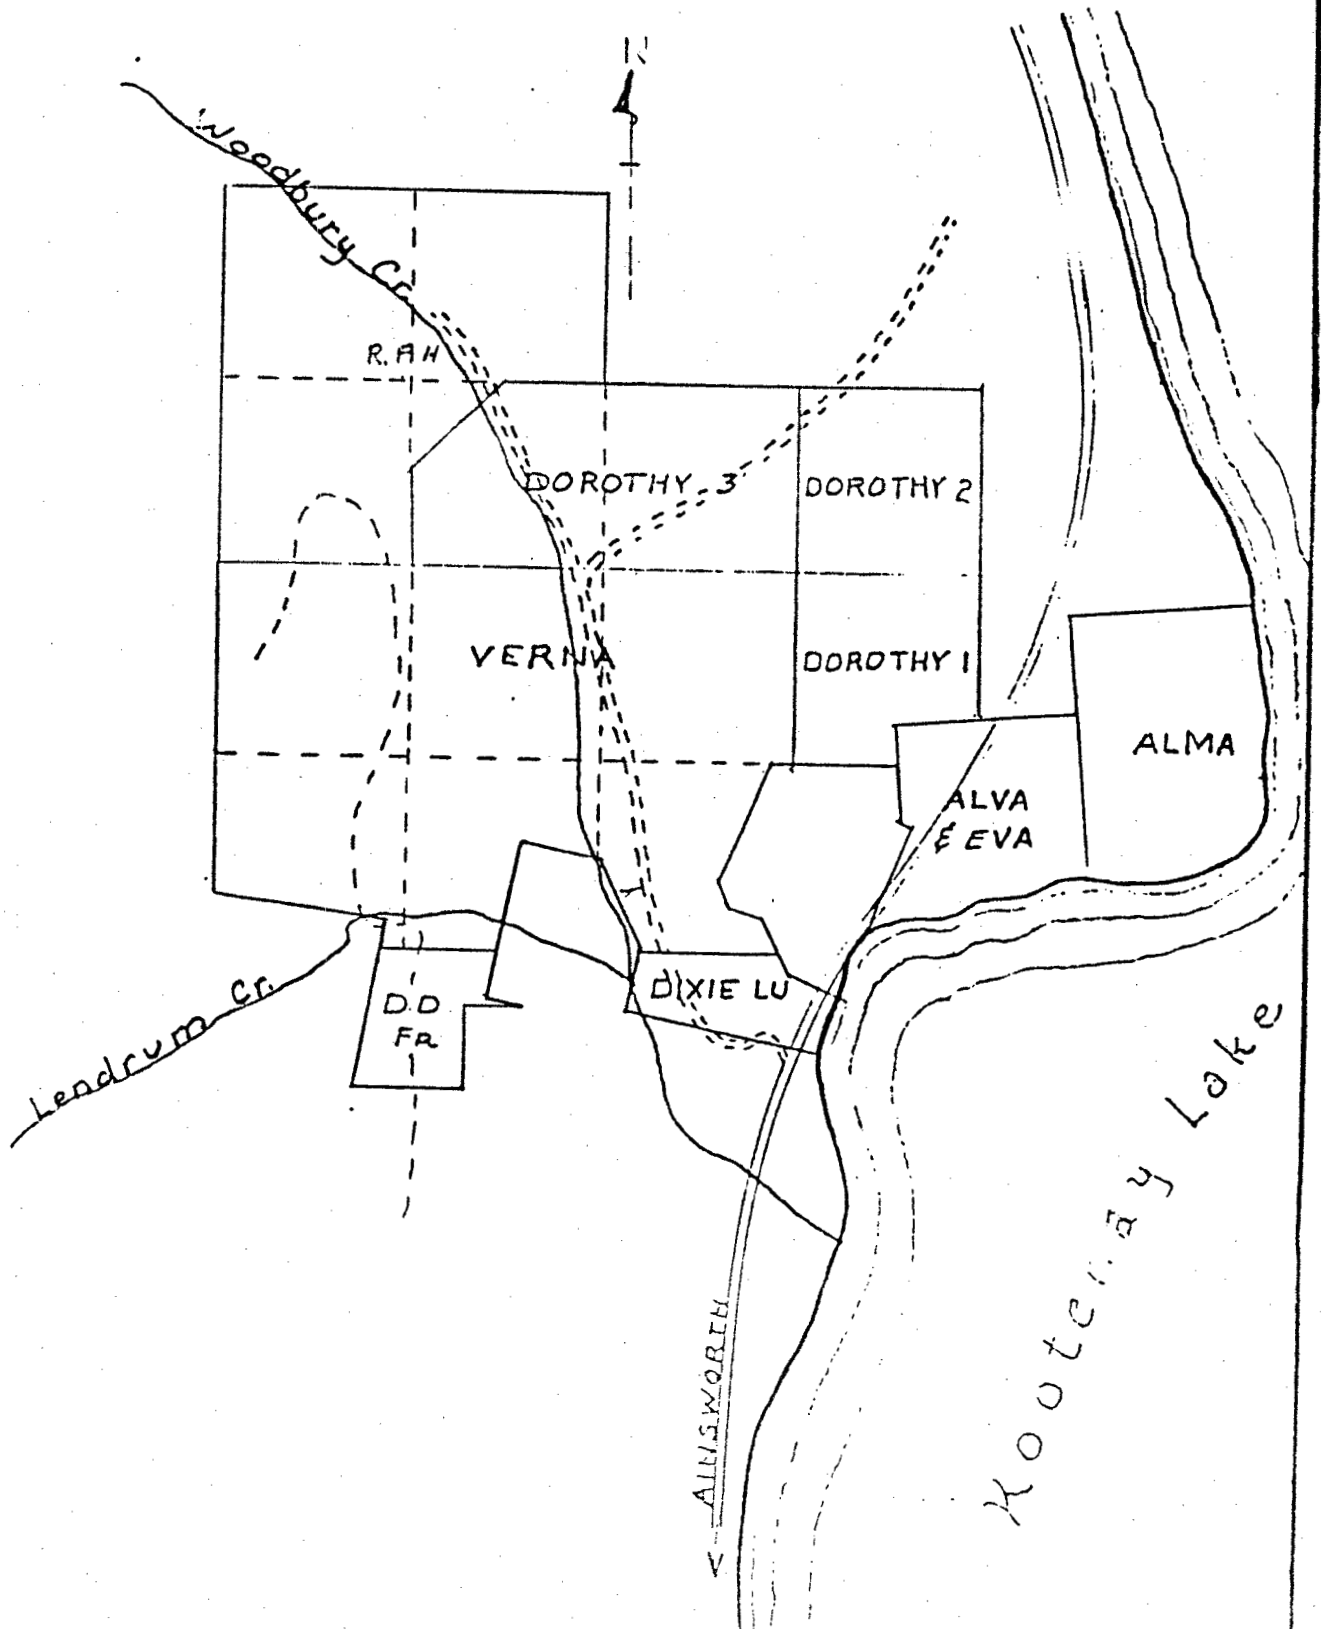 N
Woodbury Cr.
R.A H
DOROTHY 3
DOROTHY 2
VERNA
DOROTHY 1
ALMA
ALVA
& EVA
DIXIE LU
D.D
FR
Lendrum Cr.
Kootenay Lake
AINSWORTH